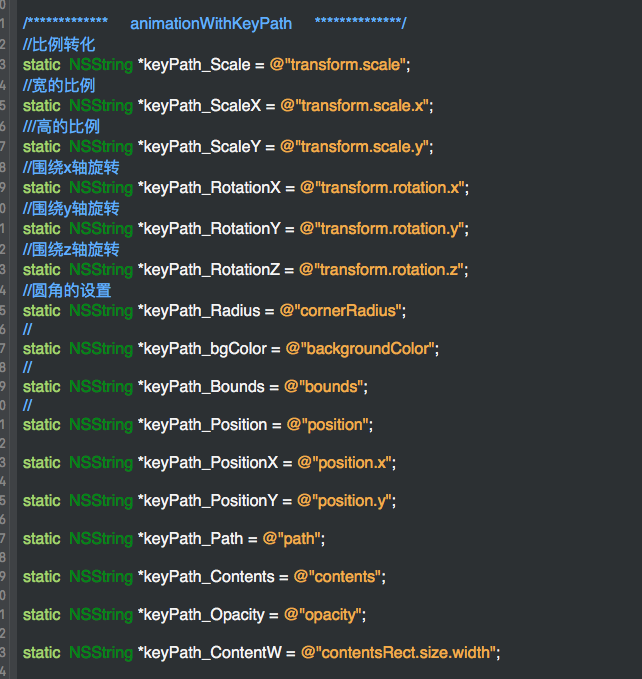 /************* animationWithKeyPath **************/
//比例转化
static NSString *keyPath_Scale = @"transform.scale";
//宽的比例
static NSString *keyPath_ScaleX = @"transform.scale.x";
///高的比例
static NSString *keyPath_ScaleY = @"transform.scale.y";
//围绕x轴旋转
static NSString *keyPath_RotationX = @"transform.rotation.x";
//围绕y轴旋转
static NSString *keyPath_RotationY = @"transform.rotation.y";
//围绕z轴旋转
static NSString *keyPath_RotationZ = @"transform.rotation.z";
//圆角的设置
static NSString *keyPath_Radius = @"cornerRadius";
//
static NSString *keyPath_bgColor = @"backgroundColor";
//
static NSString *keyPath_Bounds = @"bounds";
//
static NSString *keyPath_Position = @"position";
static NSString *keyPath_PositionX = @"position.x";
static NSString *keyPath_PositionY = @"position.y";
static NSString *keyPath_Path = @"path";
static NSString *keyPath_Contents = @"contents";
static NSString *keyPath_Opacity = @"opacity";
static NSString *keyPath_ContentW = @"contentsRect.size.width";